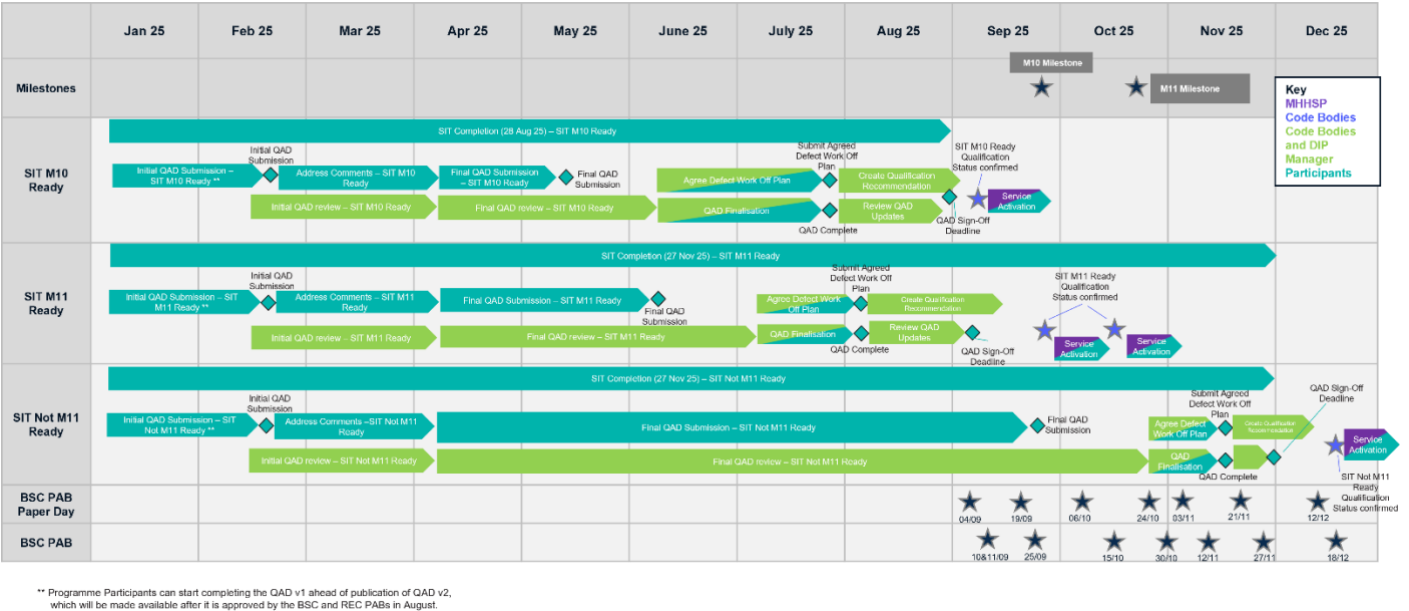 Jan 25
Feb 25
Mar 25
Apr 25
May 25
June 25
July 25
Aug 25
Sep 25
Oct 25
Nov 25
Dec 25
Milestones
M10 Milestone
M11 Milestone
Key
MHHSP
Code Bodies
Code Bodies
and DIP
Manager
Participants
SIT M10
Ready
SIT Completion (28 Aug 25) – SIT M10 Ready
Initial QAD Submission –
SIT M10 Ready **
Initial QAD
Submission
Address Comments – SIT M10
Ready
Final QAD Submission
– SIT M10 Ready
Final QAD
Submission
Agree Defect Work Off Plan
Submit Agreed
Defect Work Off
Plan
Create Qualification
Recommendation
SIT M10 Ready
Qualification
Status confirmed
Service
Activation
Initial QAD review – SIT M10 Ready
Final QAD review – SIT M10 Ready
QAD Finalisation
QAD Complete
Review QAD
Updates
QAD Sign-Off
Deadline
SIT M11
Ready
SIT Completion (27 Nov 25) – SIT M11 Ready
Initial QAD Submission – SIT
M11 Ready **
Initial QAD
Submission
Address Comments – SIT M11
Ready
Final QAD Submission – SIT M11 Ready
Final QAD
Submission
Agree Defect Work
Off Plan
Submit Agreed
Defect Work Off
Plan
Create Qualification
Recommendation
SIT M11 Ready
Qualification
Status confirmed
Initial QAD review – SIT M11 Ready
Final QAD review – SIT M11 Ready
QAD Finalisation
QAD Complete
Review QAD
Updates
QAD Sign-Off
Deadline
Service
Activation
Service
Activation
SIT Not M11
Ready
SIT Completion (27 Nov 25) – SIT Not M11 Ready
Initial QAD Submission – SIT
Not M11 Ready **
Initial QAD
Submission
Address Comments –SIT Not M11
Ready
Final QAD Submission – SIT Not M11 Ready
Final QAD
Submission
Agree Defect
Work Off Plan
Submit Agreed
Defect Work Off
Plan
Create Qualification
Recommendation
QAD Sign-Off
Deadline
Service
Activation
Initial QAD review – SIT Not M11 Ready
Final QAD review – SIT Not M11 Ready
QAD
Finalisation
QAD Complete
SIT Not M11
Ready
Qualification
Status confirmed
BSC PAB
Paper Day
04/09
19/09
06/10
24/10
03/11
21/11
12/12
BSC PAB
10&11/09
25/09
15/10
30/10
12/11
27/11
18/12
** Programme Participants can start completing the QAD v1 ahead of publication of QAD v2,
which will be made available after it is approved by the BSC and REC PABs in August.